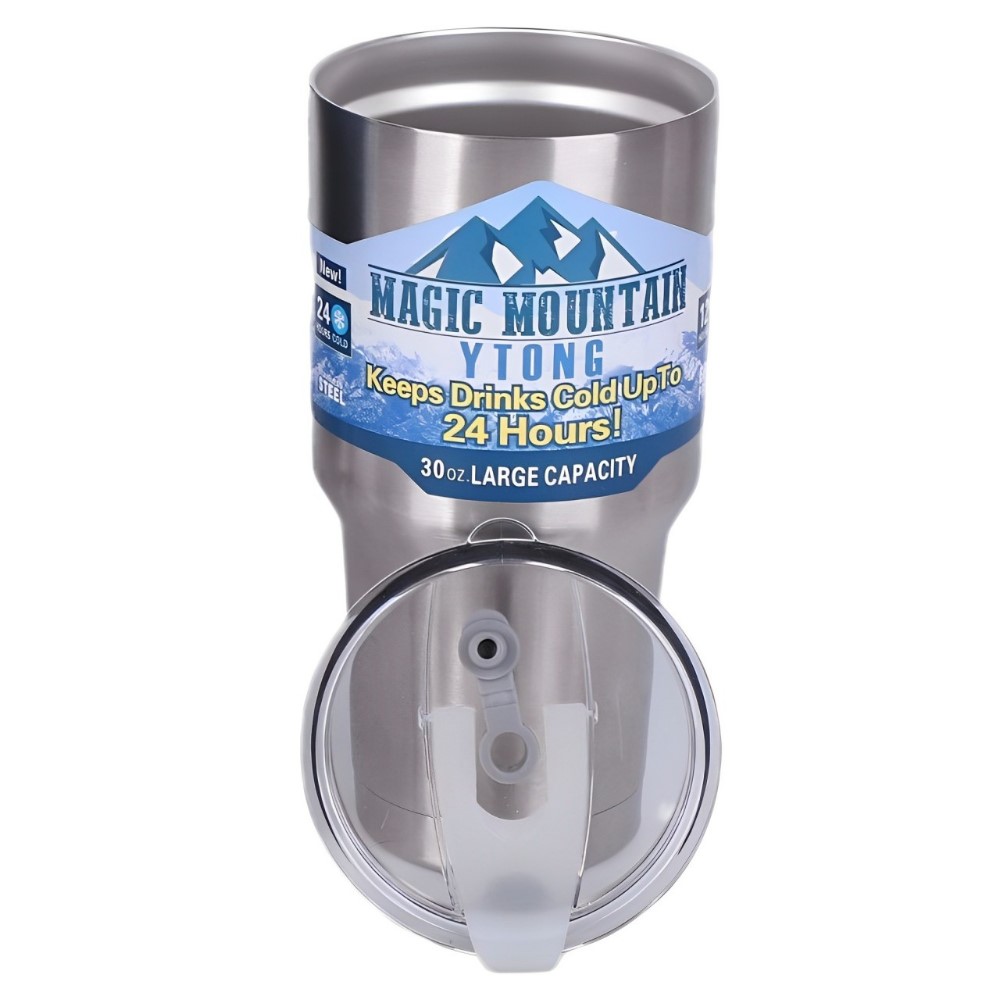 New!
24
HOURS COLD
STEEL
MAGIC MOUNTAIN
YTONG
Keeps Drinks Cold Up To
24 Hours!
30 oz. LARGE CAPACITY